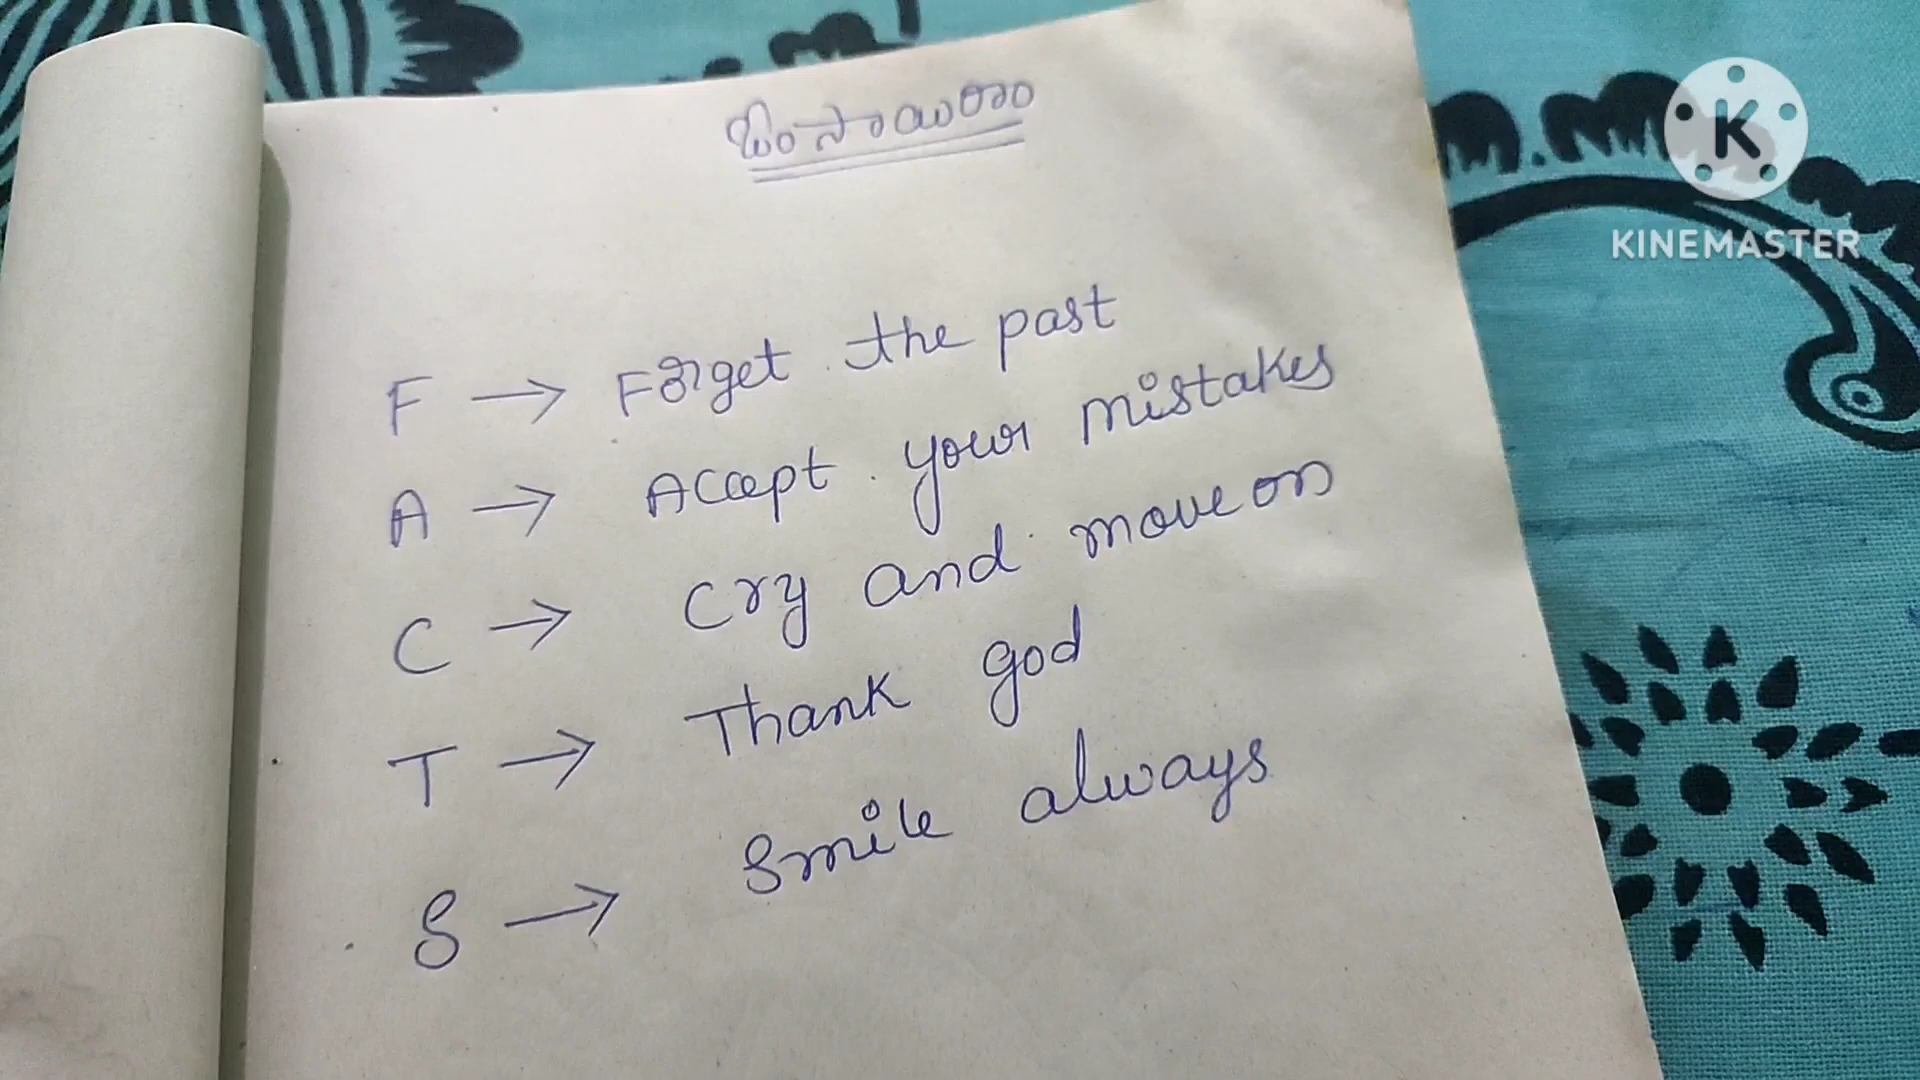 ఓం సాయిరాం
K
KINEMASTER
F → Forget the past
A → Accept your mistakes
C → Cry and move on
T → Thank god
S → Smile always